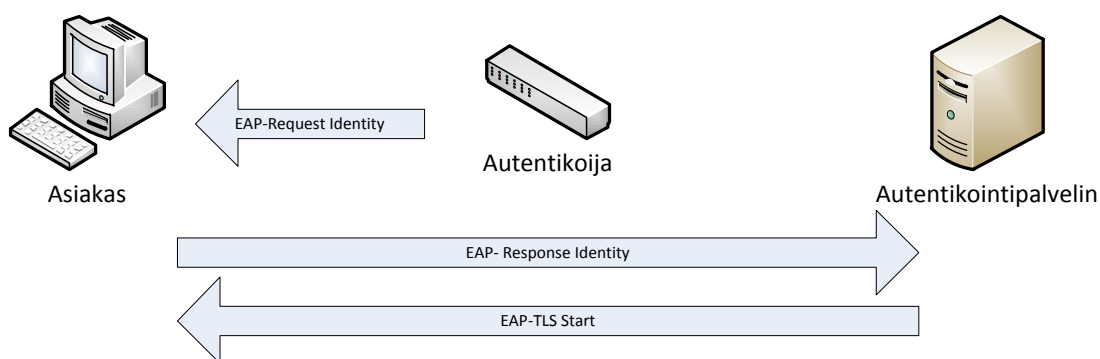 EAP-Request Identity
Autentikoija
Asiakas
Autentikointipalvelin
EAP- Response Identity
EAP-TLS Start